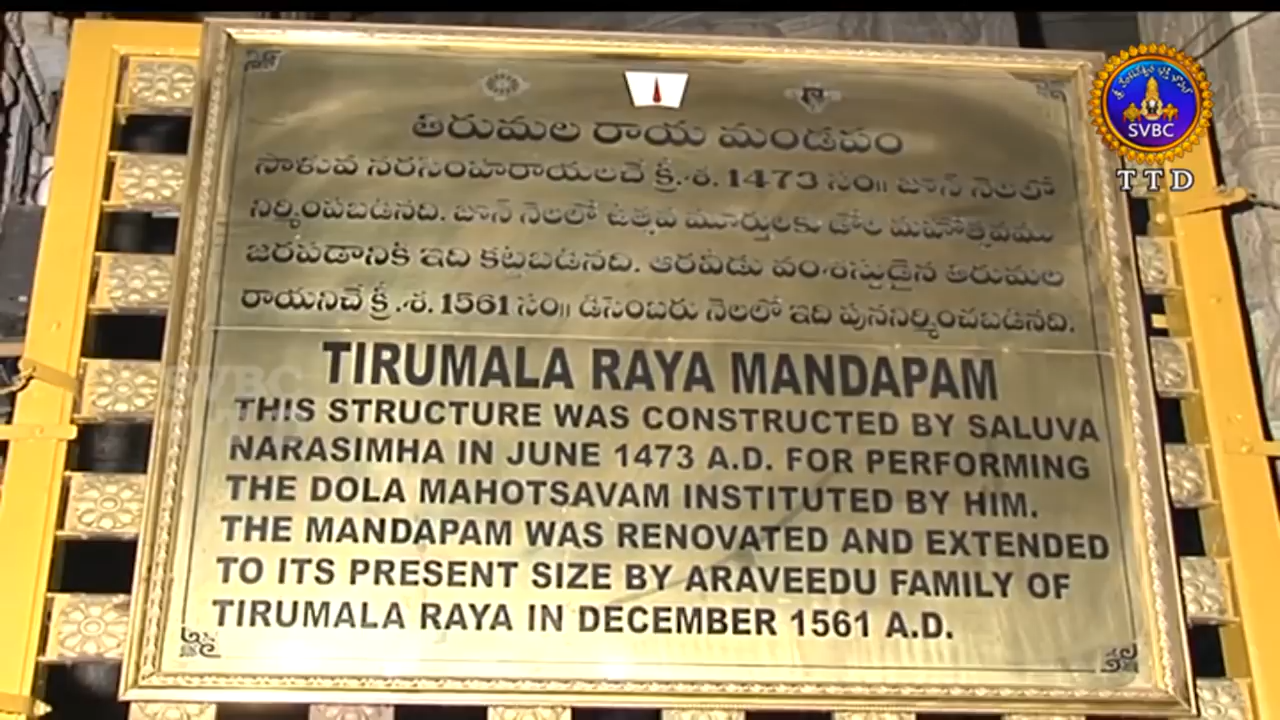 తిరుమల రాయ మండపం
సాళువ నరసింహరాయలచే క్రీ.శ. 1473 సం|| జూన్ నెలలో
నిర్మింపబడినది. జూన్ నెలలో ఉత్సవ మూర్తులకు డోల మహోత్సవము
జరపడానికి ఇది కట్టబడినది. ఆరవీడు వంశస్తుడైన తిరుమల
రాయనిచే క్రీ.శ. 1561 సం|| డిసెంబరు నెలలో ఇది పునర్నిర్మించబడినది.
TIRUMALA RAYA MANDAPAM
THIS STRUCTURE WAS CONSTRUCTED BY SALUVA
NARASIMHA IN JUNE 1473 A.D. FOR PERFORMING
THE DOLA MAHOTSAVAM INSTITUTED BY HIM.
THE MANDAPAM WAS RENOVATED AND EXTENDED
TO ITS PRESENT SIZE BY ARAVEEDU FAMILY OF
TIRUMALA RAYA IN DECEMBER 1561 A.D.
SVBC
TTD
SVBC